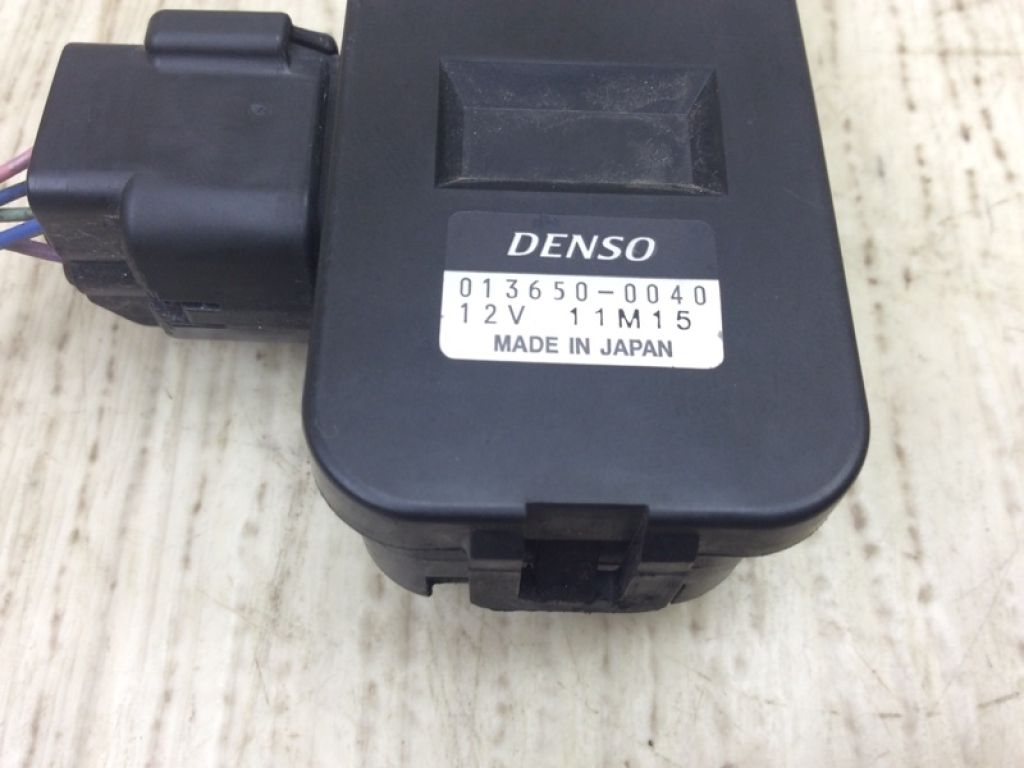 DENSO
013650-0040
12V 11M15
MADE IN JAPAN